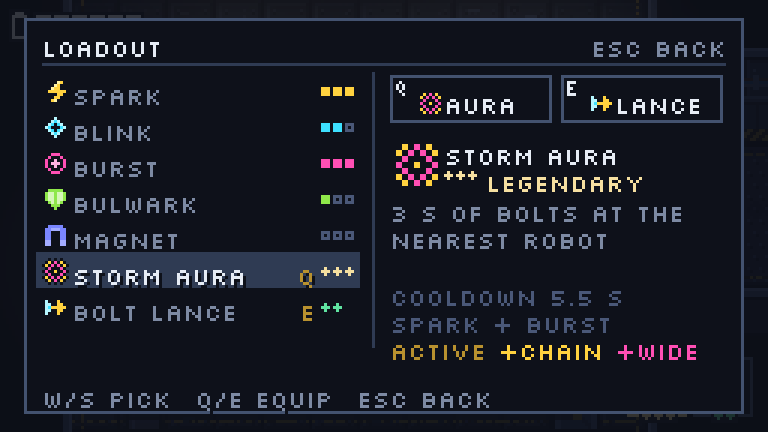 LOADOUT ESC BACK
SPARK
BLINK
BURST
BULWARK
MAGNET
STORM AURA Q +++
BOLT LANCE E ++
Q AURA
E LANCE
STORM AURA
+++ LEGENDARY
3 S OF BOLTS AT THE
NEAREST ROBOT
COOLDOWN 5.5 S
SPARK + BURST
ACTIVE +CHAIN +WIDE
W/S PICK Q/E EQUIP ESC BACK